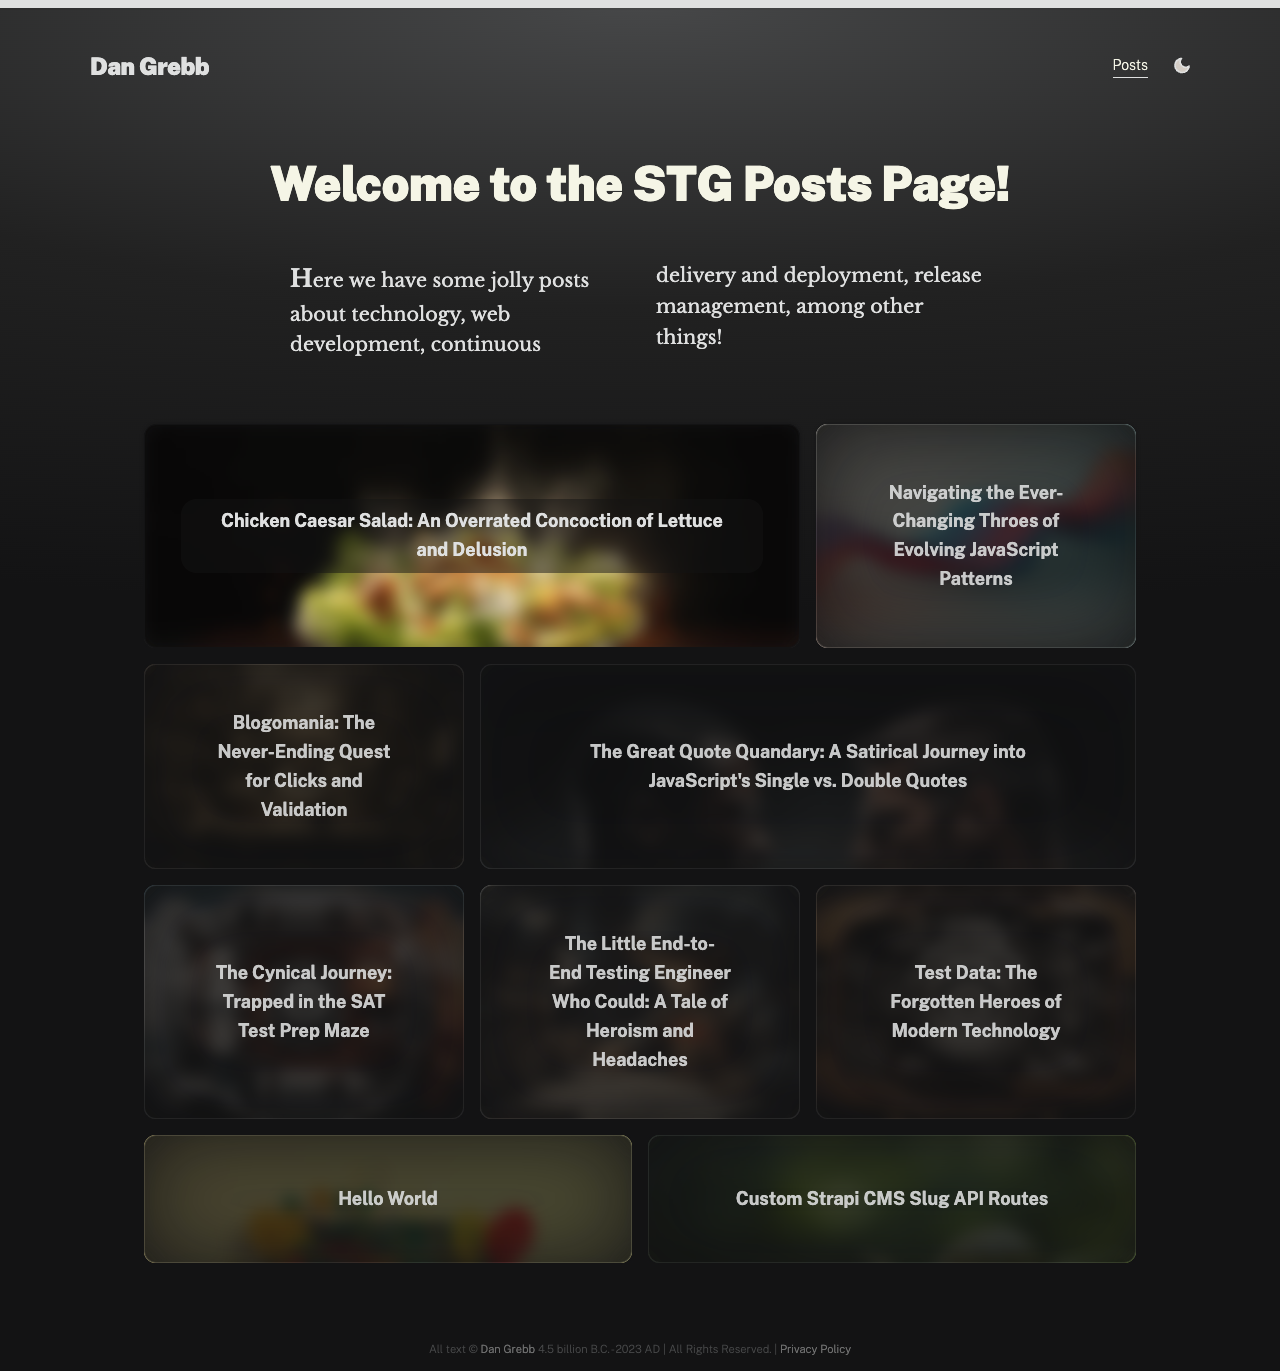 Dan Grebb
Posts
Welcome to the STG Posts Page!
Here we have some jolly posts
about technology, web
development, continuous
delivery and deployment, release
management, among other
things!
Chicken Caesar Salad: An Overrated Concoction of Lettuce
and Delusion
Navigating the Ever-
Changing Throes of
Evolving JavaScript
Patterns
Blogomania: The
Never-Ending Quest
for Clicks and
Validation
The Great Quote Quandary: A Satirical Journey into
JavaScript's Single vs. Double Quotes
The Cynical Journey:
Trapped in the SAT
Test Prep Maze
The Little End-to-
End Testing Engineer
Who Could: A Tale of
Heroism and
Headaches
Test Data: The
Forgotten Heroes of
Modern Technology
Hello World
Custom Strapi CMS Slug API Routes
All text © Dan Grebb 4.5 billion B.C.-2023 AD | All Rights Reserved. | Privacy Policy